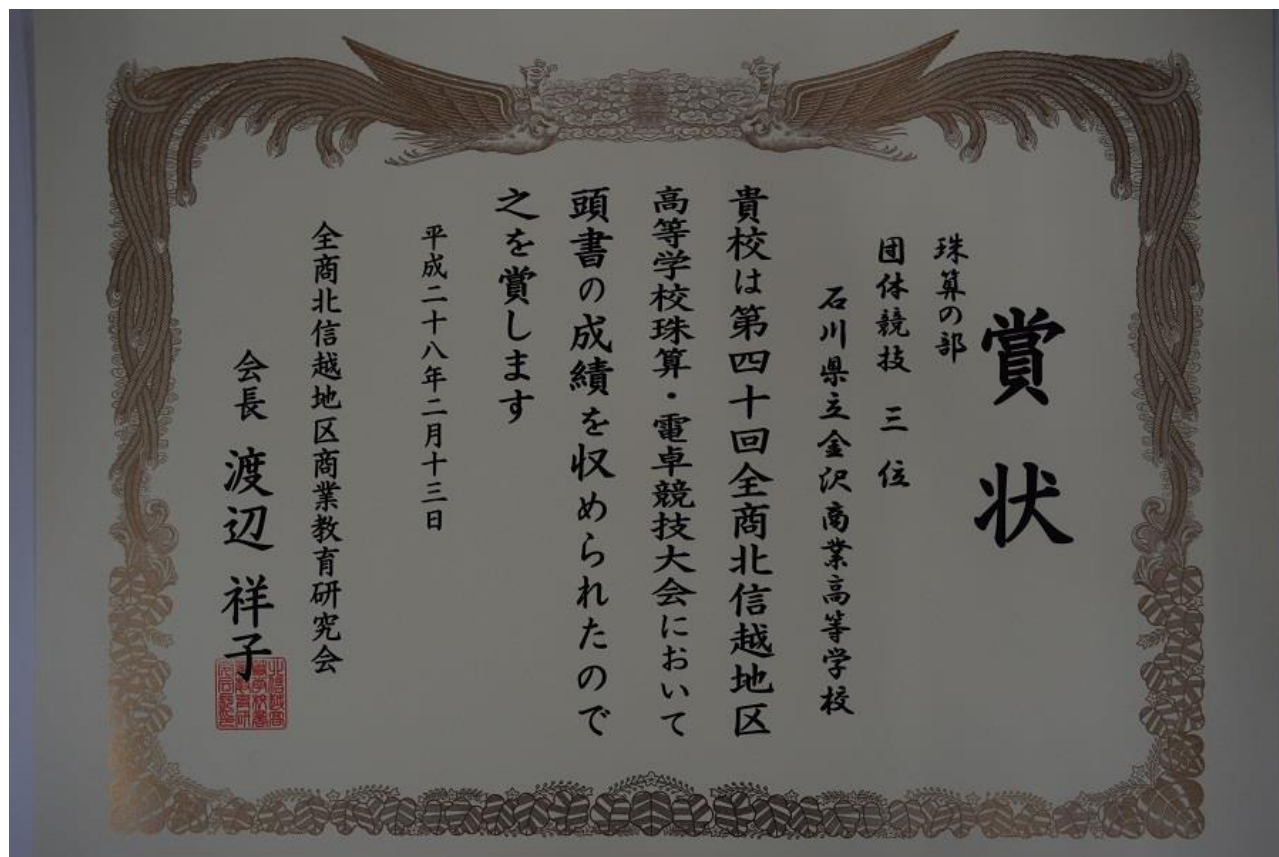 賞状
珠算の部
団体競技 三位
石川県立金沢商業高等学校
貴校は第四十回全商北信越地区
高等学校珠算・電卓競技大会において
頭書の成績を収められたので
之を賞します
平成二十八年二月十三日
全商北信越地区商業教育研究会
会長 渡辺 祥子